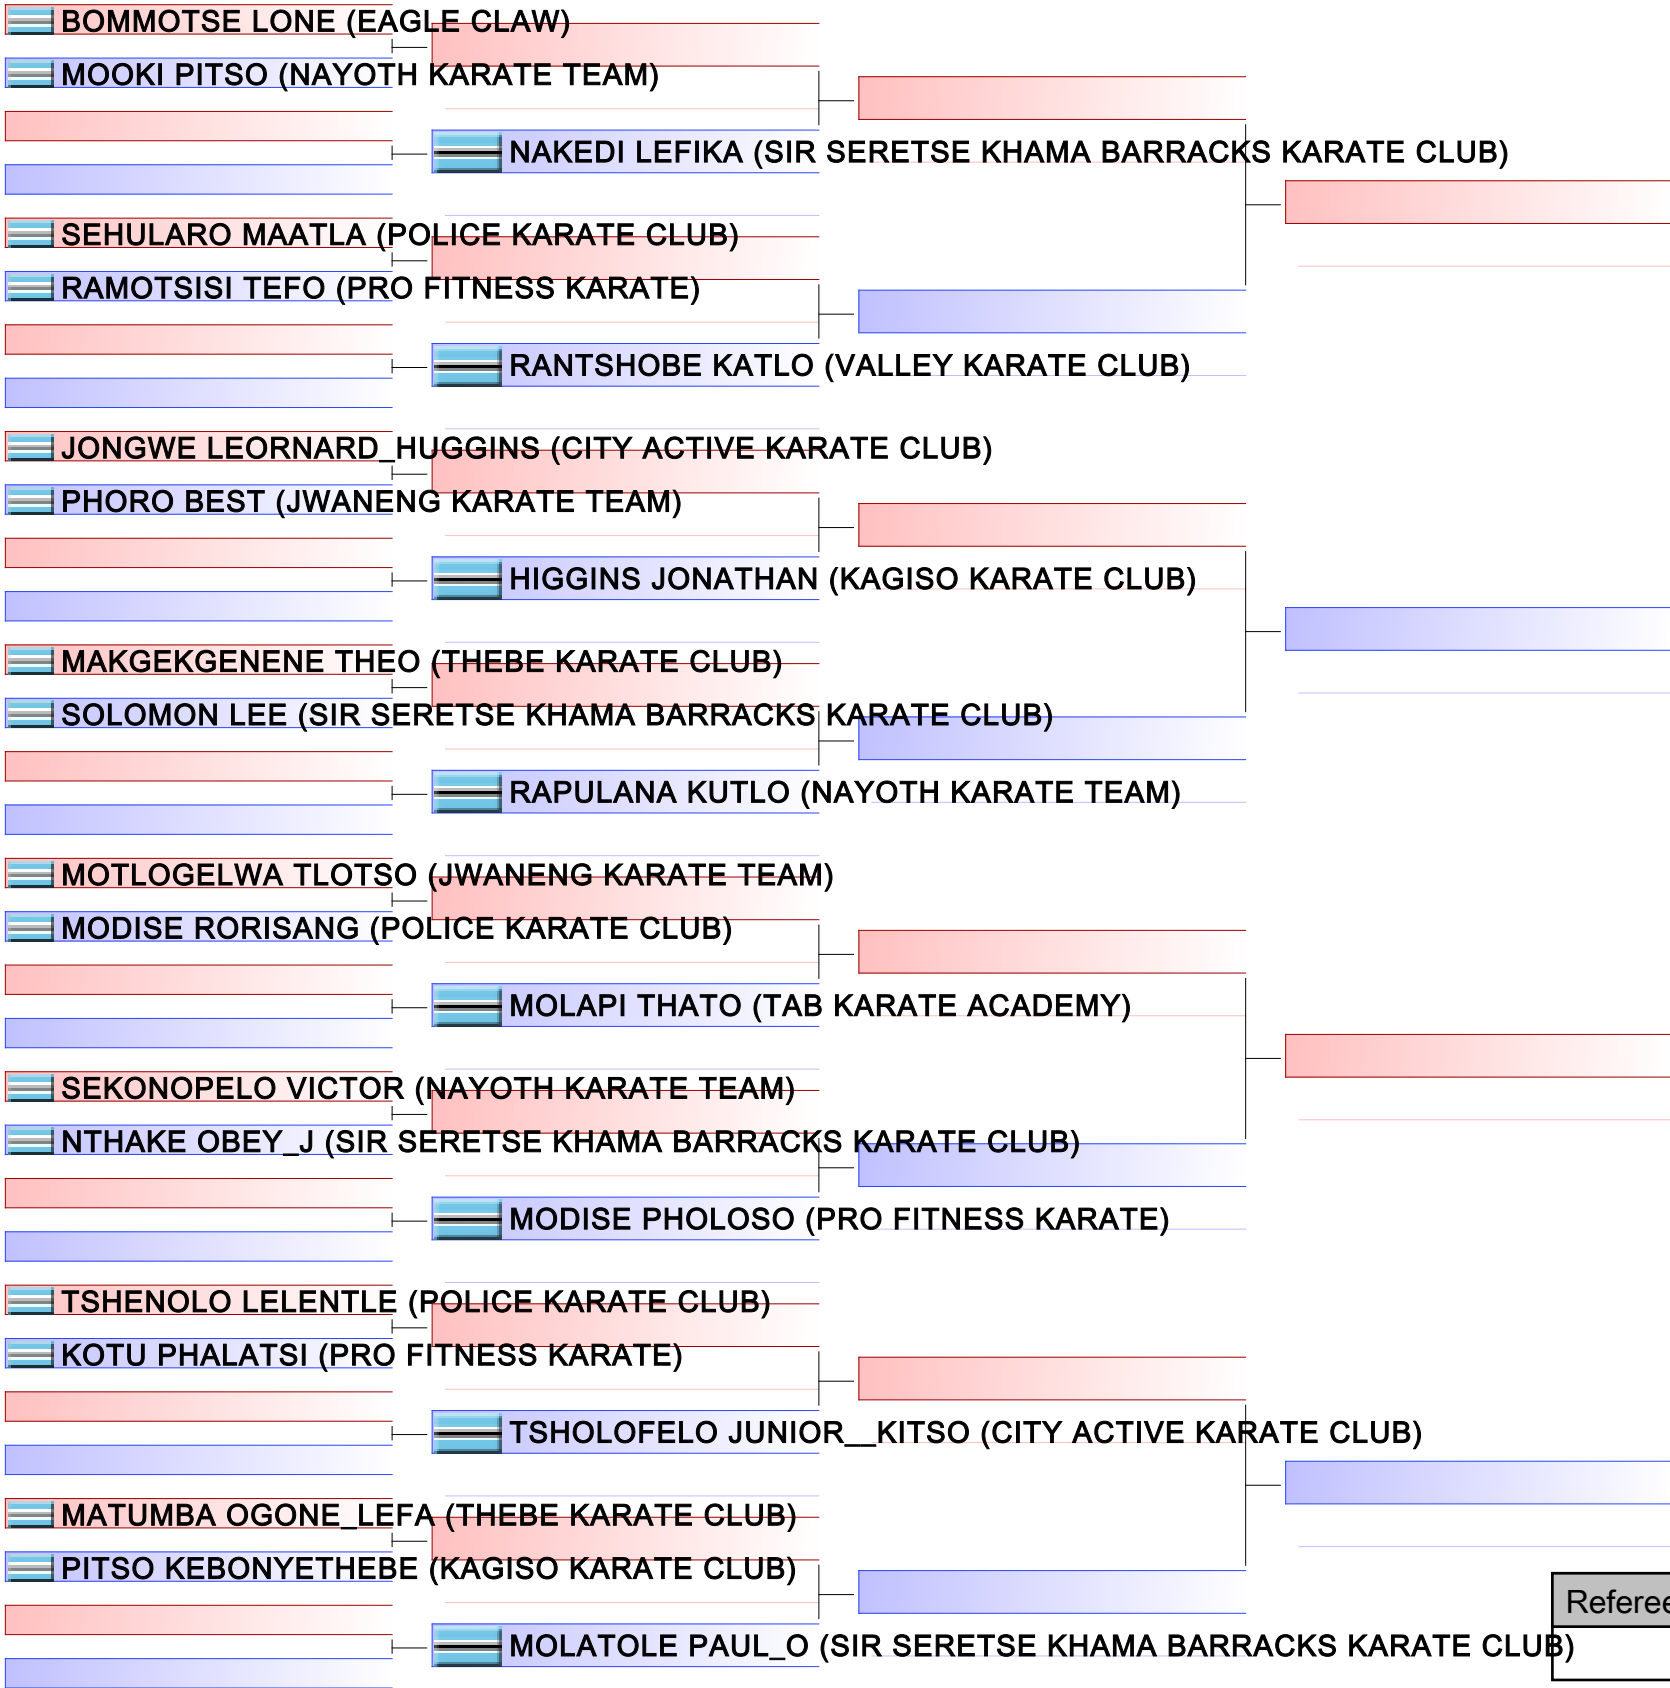 BOMMOTSE LONE (EAGLE CLAW)
MOOKI PITSO (NAYOTH KARATE TEAM)
NAKEDI LEFIKA (SIR SERETSE KHAMA BARRACKS KARATE CLUB)
SEHULARO MAATLA (POLICE KARATE CLUB)
RAMOTSISI TEFO (PRO FITNESS KARATE)
RANTSHOBE KATLO (VALLEY KARATE CLUB)
JONGWE LEORNARD_HUGGINS (CITY ACTIVE KARATE CLUB)
PHORO BEST (JWANENG KARATE TEAM)
HIGGINS JONATHAN (KAGISO KARATE CLUB)
MAKGEKGENENE THEO (THEBE KARATE CLUB)
SOLOMON LEE (SIR SERETSE KHAMA BARRACKS KARATE CLUB)
RAPULANA KUTLO (NAYOTH KARATE TEAM)
MOTLOGELWA TLOTSO (JWANENG KARATE TEAM)
MODISE RORISANG (POLICE KARATE CLUB)
MOLAPI THATO (TAB KARATE ACADEMY)
SEKONOPELO VICTOR (NAYOTH KARATE TEAM)
NTHAKE OBEY_J (SIR SERETSE KHAMA BARRACKS KARATE CLUB)
MODISE PHOLOSO (PRO FITNESS KARATE)
TSHENOLO LELENTLE (POLICE KARATE CLUB)
KOTU PHALATSI (PRO FITNESS KARATE)
TSHOLOFELO JUNIOR__KITSO (CITY ACTIVE KARATE CLUB)
MATUMBA OGONE_LEFA (THEBE KARATE CLUB)
PITSO KEBONYETHEBE (KAGISO KARATE CLUB)
Referee
MOLATOLE PAUL_O (SIR SERETSE KHAMA BARRACKS KARATE CLUB)